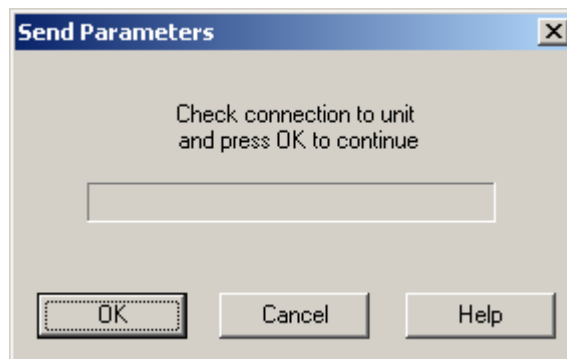 Send Parameters
Check connection to unit
and press OK to continue
OK
Cancel
Help